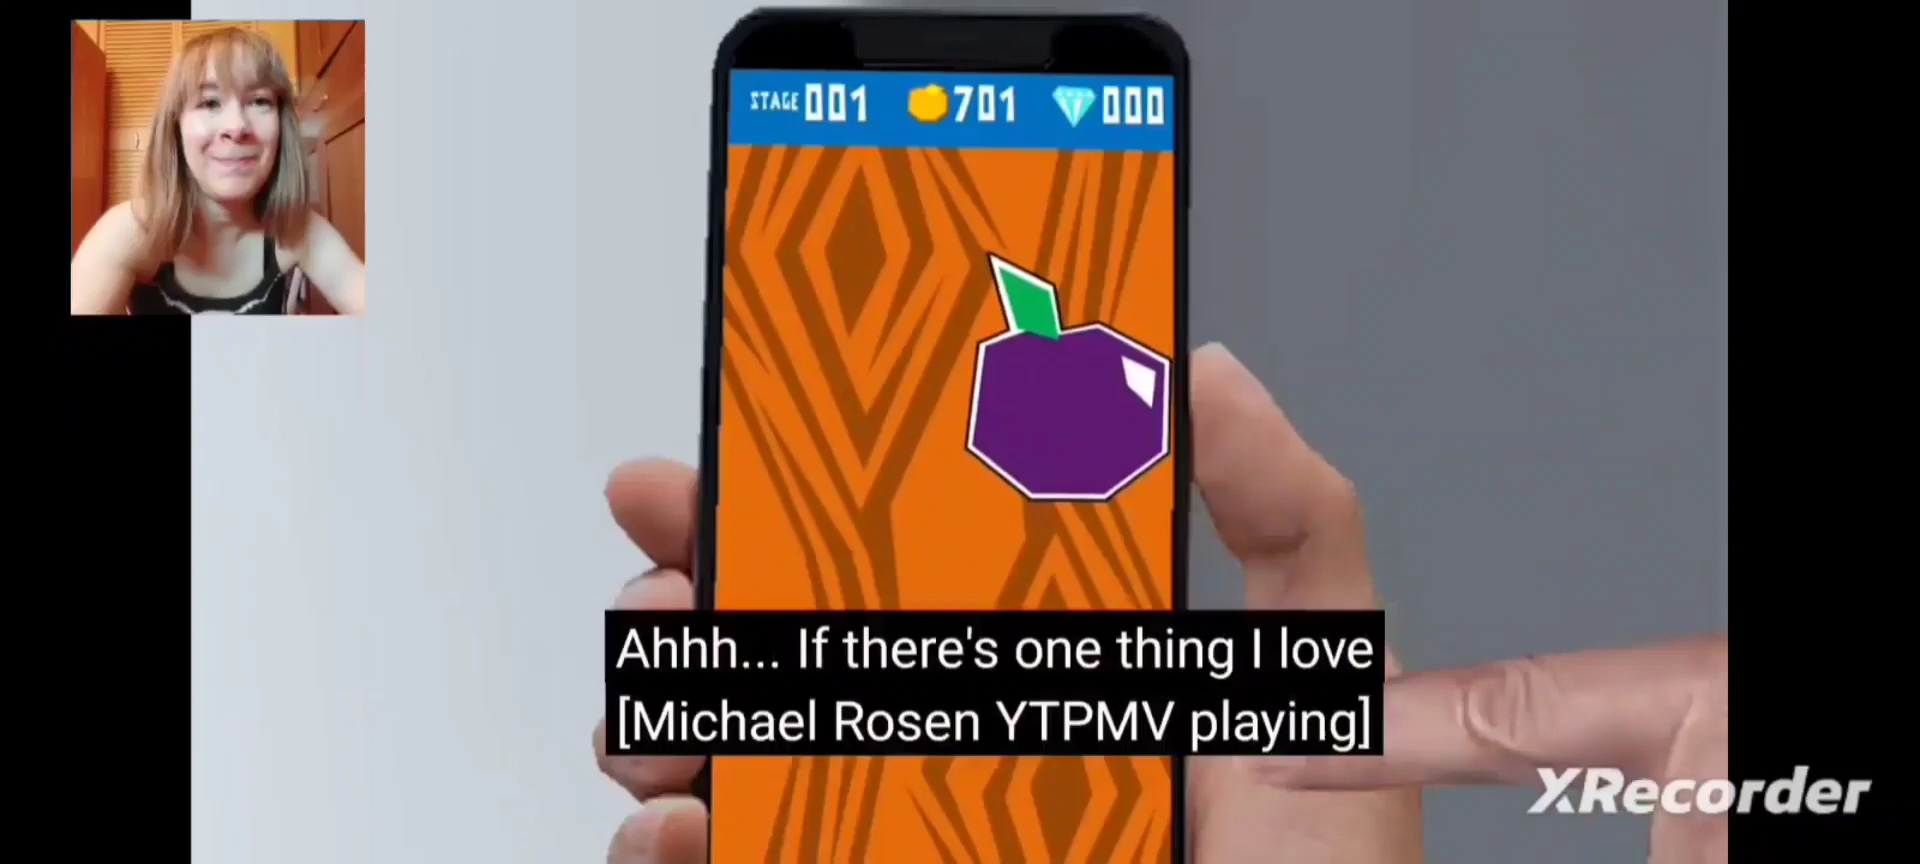 STAGE 001 701 000
Ahhh... If there's one thing I love
[Michael Rosen YTPMV playing]
XRecorder